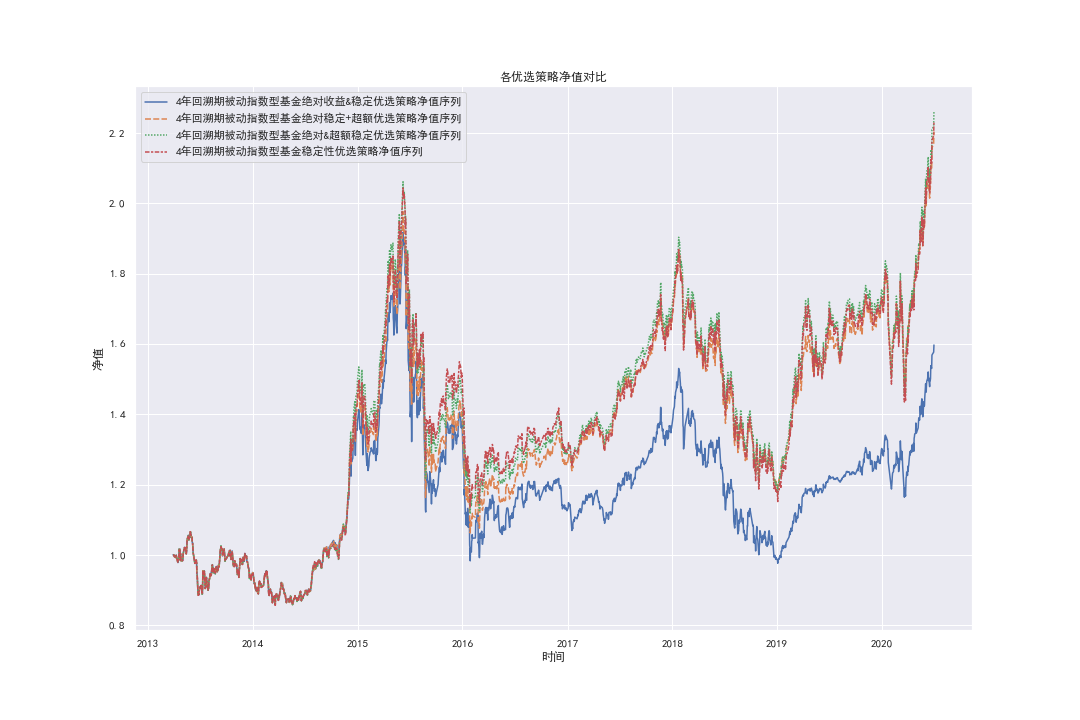 各优选策略净值对比
4年回溯期被动指数型基金绝对收益&稳定优选策略净值序列
4年回溯期被动指数型基金绝对稳定+超额优选策略净值序列
4年回溯期被动指数型基金绝对&超额稳定优选策略净值序列
4年回溯期被动指数型基金稳定性优选策略净值序列
净值
2.2
2.0
1.8
1.6
1.4
1.2
1.0
0.8
2013 2014 2015 2016 2017 2018 2019 2020
时间